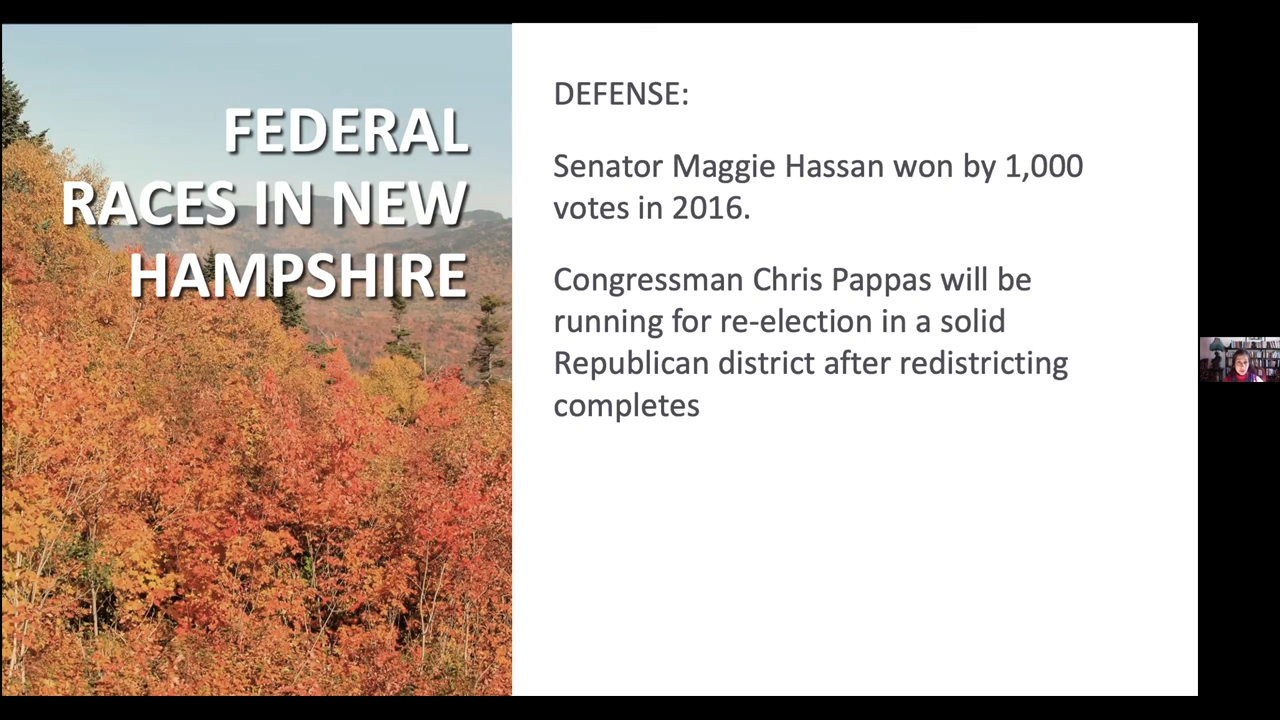 FEDERAL
RACES IN NEW
HAMPSHIRE
DEFENSE:
Senator Maggie Hassan won by 1,000
votes in 2016.
Congressman Chris Pappas will be
running for re-election in a solid
Republican district after redistricting
completes